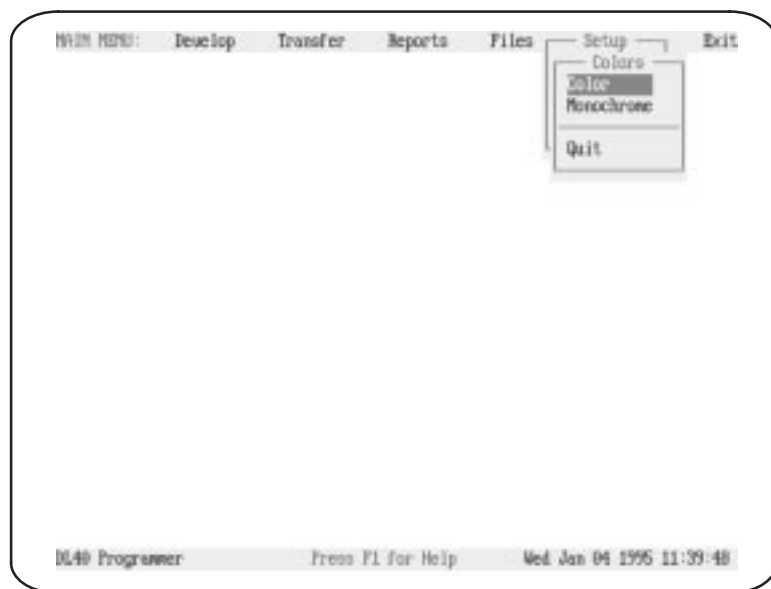 MAIN MENU: Develop Transfer Reports Files Setup Exit
Colors
Color
Monochrome
Quit
DL40 Programmer Press F1 for Help Wed Jan 04 1995 11:39:48